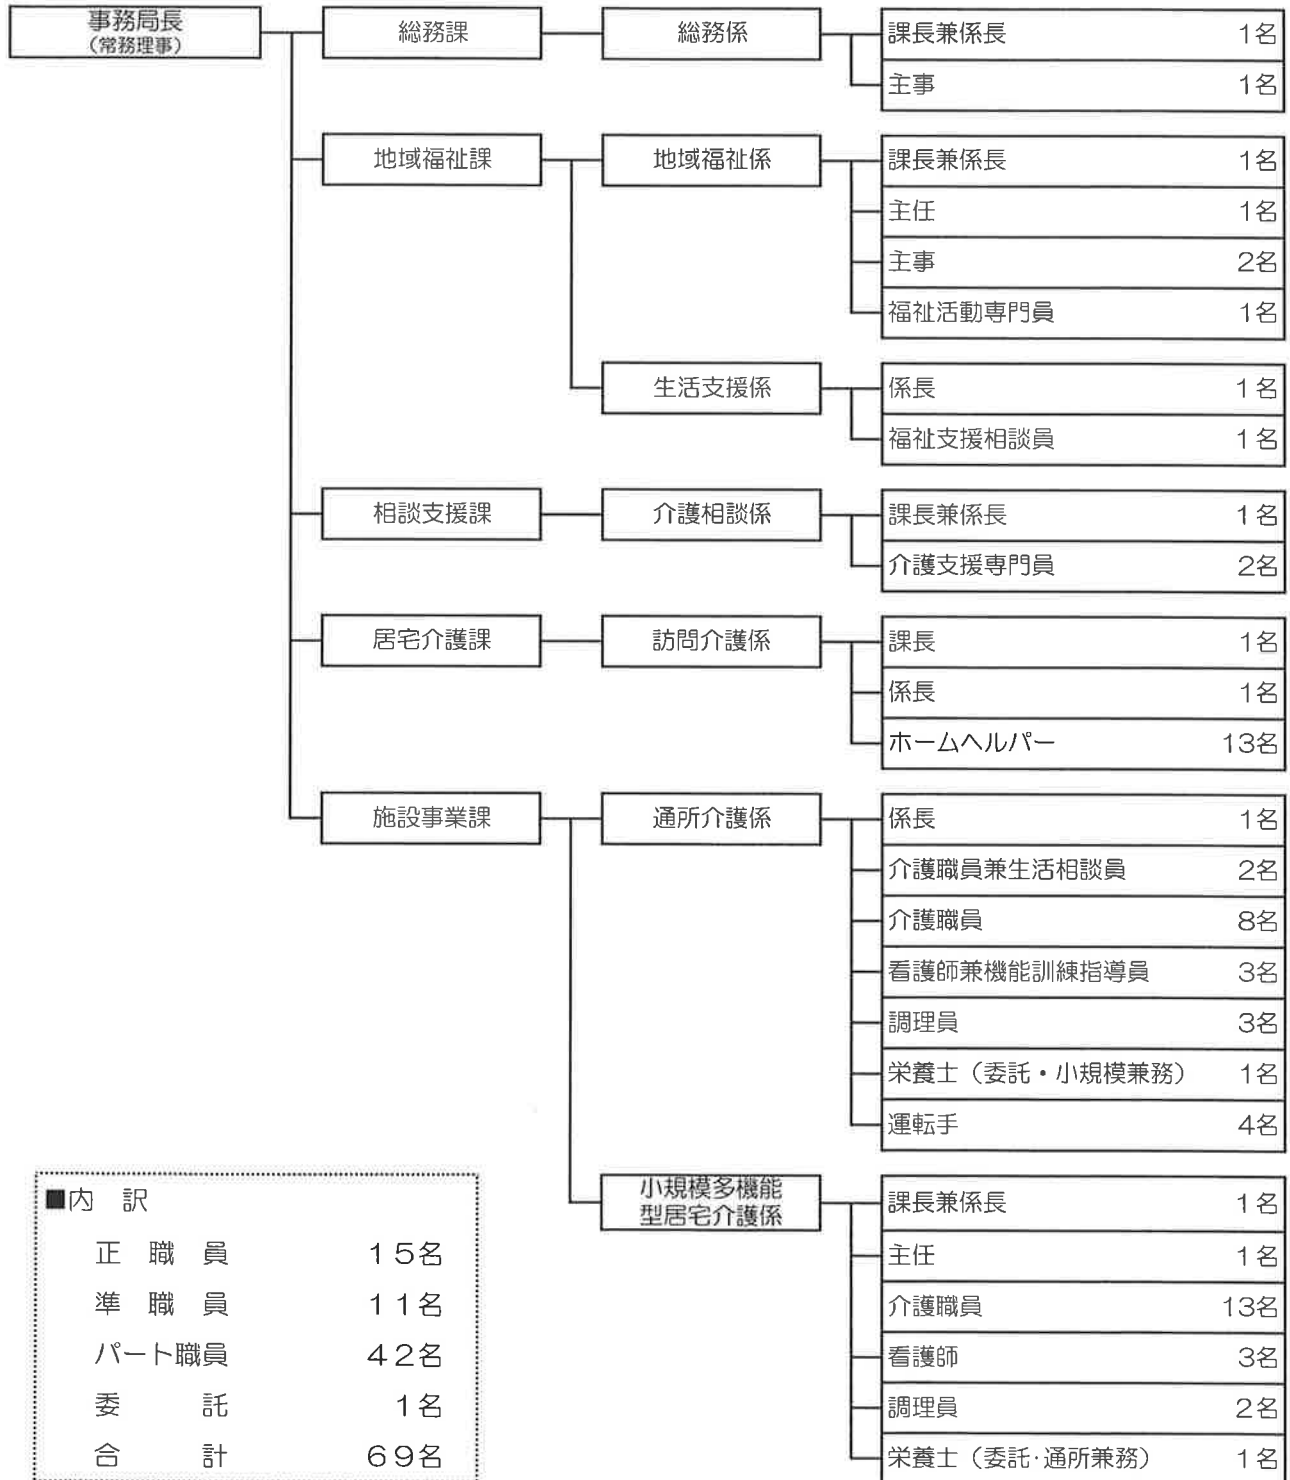 事務局長
（常務理事）
総務課
総務係
課長兼係長 1名
主事 1名
地域福祉課
地域福祉係
課長兼係長 1名
主任 1名
主事 2名
福祉活動専門員 1名
生活支援係
係長 1名
福祉支援相談員 1名
相談支援課
介護相談係
課長兼係長 1名
介護支援専門員 2名
居宅介護課
訪問介護係
課長 1名
係長 1名
ホームヘルパー 13名
施設事業課
通所介護係
係長 1名
介護職員兼生活相談員 2名
介護職員 8名
看護師兼機能訓練指導員 3名
調理員 3名
栄養士（委託・小規模兼務） 1名
運転手 4名
小規模多機能
型居宅介護係
課長兼係長 1名
主任 1名
介護職員 13名
看護師 3名
調理員 2名
栄養士（委託・通所兼務） 1名
■内 訳
正 職 員 15名
準 職 員 11名
パート職員 42名
委 託 1名
合 計 69名